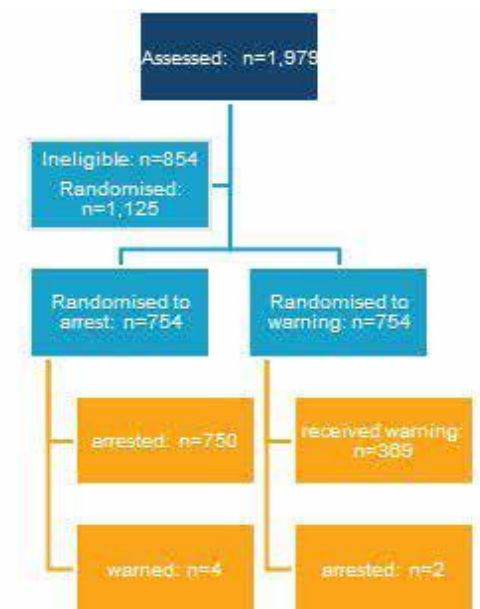 Assessed: n=1,979
Ineligible: n=854
Randomised:
n=1,125
Randomised to
arrest: n=754
Randomised to
warning: n=754
arrested: n=750
received warning:
n=369
warned: n=4
arrested: n=2